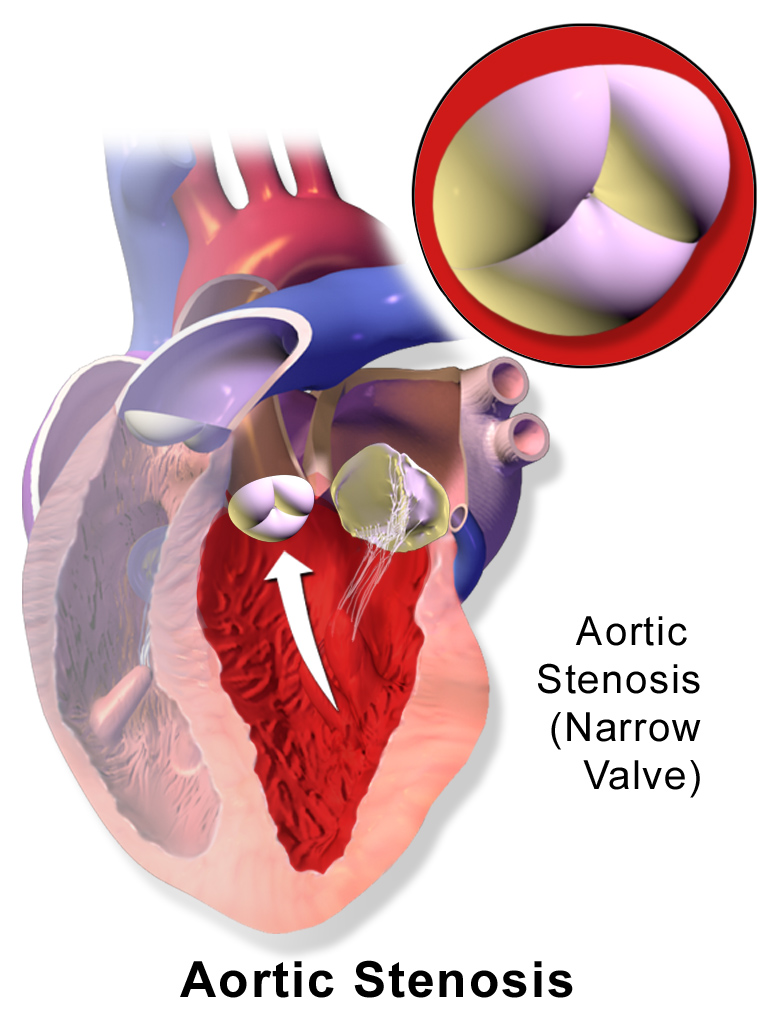 Aortic
Stenosis
(Narrow
Valve)
Aortic Stenosis